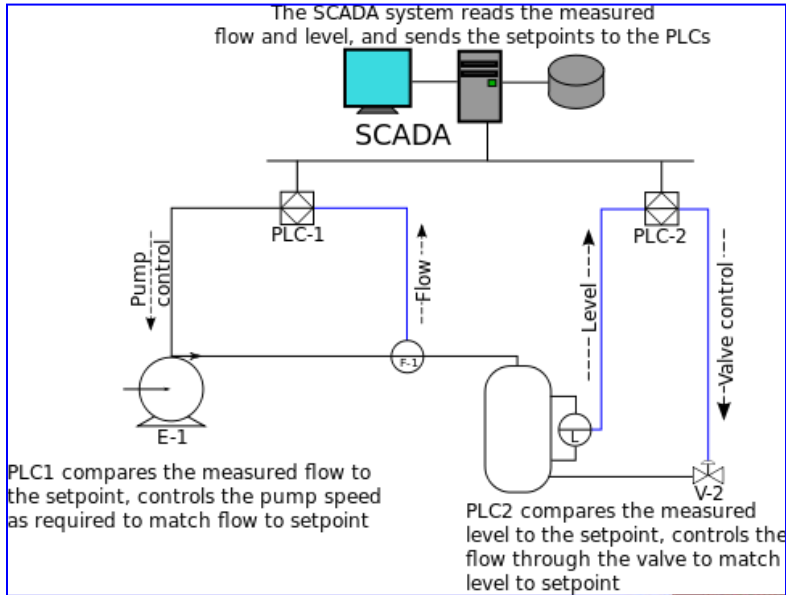 The SCADA system reads the measured
flow and level, and sends the setpoints to the PLCs
SCADA
PLC-1
PLC-2
Pump
control
Flow
Level
Valve control
F-1
E-1
L
V-2
PLC1 compares the measured flow to
the setpoint, controls the pump speed
as required to match flow to setpoint
PLC2 compares the measured
level to the setpoint, controls the
flow through the valve to match
level to setpoint